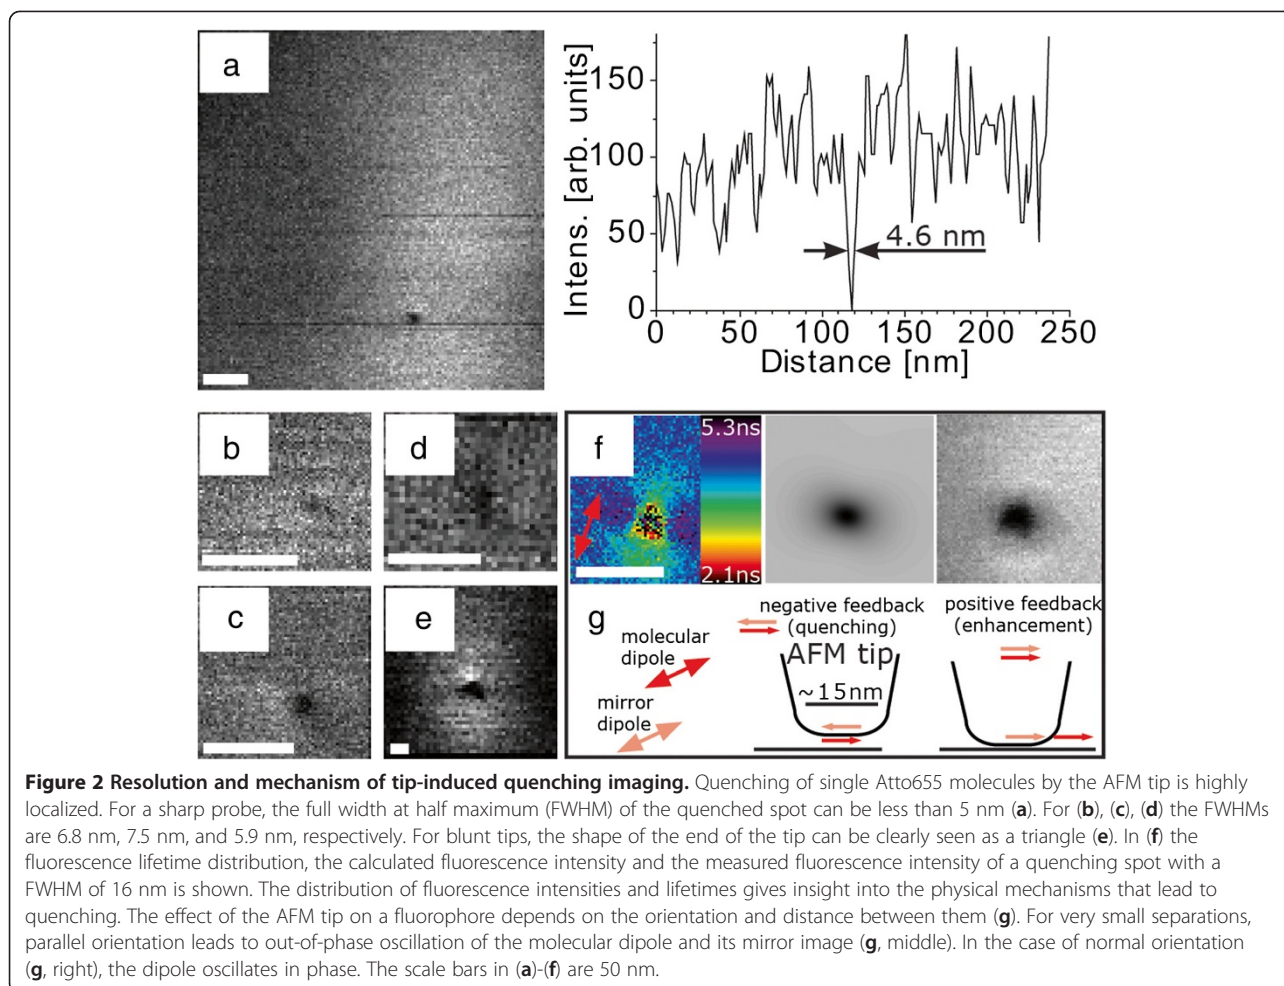 a
Intens. [arb. units]
150
100
50
0
4.6 nm
0 50 100 150 200 250
Distance [nm]
b
d
f
5.3ns
2.1ns
c
e
g
molecular
dipole
mirror
dipole
negative feedback
(quenching)
AFM tip
~15nm
positive feedback
(enhancement)
Figure 2 Resolution and mechanism of tip-induced quenching imaging. Quenching of single Atto655 molecules by the AFM tip is highly
localized. For a sharp probe, the full width at half maximum (FWHM) of the quenched spot can be less than 5 nm (a). For (b), (c), (d) the FWHMs
are 6.8 nm, 7.5 nm, and 5.9 nm, respectively. For blunt tips, the shape of the end of the tip can be clearly seen as a triangle (e). In (f) the
fluorescence lifetime distribution, the calculated fluorescence intensity and the measured fluorescence intensity of a quenching spot with a
FWHM of 16 nm is shown. The distribution of fluorescence intensities and lifetimes gives insight into the physical mechanisms that lead to
quenching. The effect of the AFM tip on a fluorophore depends on the orientation and distance between them (g). For very small separations,
parallel orientation leads to out-of-phase oscillation of the molecular dipole and its mirror image (g, middle). In the case of normal orientation
(g, right), the dipole oscillates in phase. The scale bars in (a)-(f) are 50 nm.